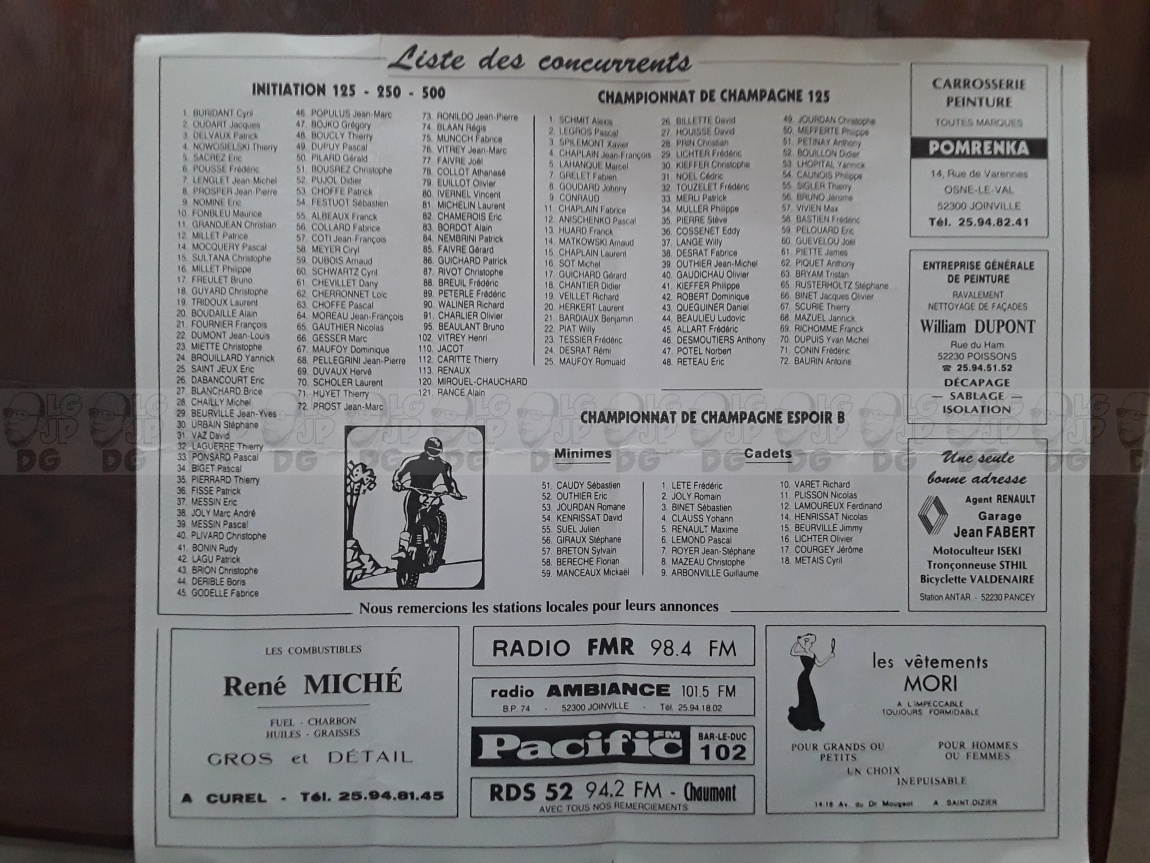 Liste des concurrents
INITIATION 125 - 250 - 500
1. BURIDANT Cyril
2. OUDART Jacques
3. DELVAUX Patrick
4. NOWOSIELSKI Thierry
5. SACREZ Eric
6. POUSSE Frédéric
7. LENGLET Jean-Michel
8. PROSPER Jean-Pierre
9. NOMINE Eric
10. FONBLEU Maurice
11. GRANDJEAN Christian
12. MILLET Patrice
14. MOCQUERY Pascal
15. SULTANA Christophe
16. MILLET Philippe
17. FREULET Bruno
18. GUYARD Christophe
19. TRIDOUX Laurent
20. BOUDAILLE Alain
21. FOURNIER François
22. DUMONT Jean-Louis
23. MIETTE Christophe
24. BROUILLARD Yannick
25. SAINT JEUX Eric
26. DABANCOURT Eric
27. BLANCHARD Brice
28. CHAILLY Michel
29. BEURVILLE Jean-Yves
30. URBAIN Stéphane
31. VAZ David
32. LAGUERRE Thierry
33. PONSARD Pascal
34. BIGET Pascal
35. PIERRARD Thierry
36. FISSE Patrick
37. MESSIN Eric
38. JOLY Marc André
39. MESSIN Pascal
40. PLIVARD Christophe
41. BONIN Rudy
42. LAGU Patrick
43. BRION Christophe
44. DERIBLE Boris
45. GODELLE Fabrice
46. POPULUS Jean-Marc
47. BOJKO Grégory
48. BOUCLY Thierry
49. DUPUY Pascal
50. PILARD Gérald
51. BOUSREZ Christophe
52. PUJOL Didier
53. CHOFFE Patrick
54. FESTUOT Sébastien
55. ALBEAUX Franck
56. COLLARD Fabrice
57. COTI Jean-François
58. MEYER Ciryl
59. DUBOIS Arnaud
60. SCHWARTZ Cyril
61. CHEVILLET Dany
62. CHERRONNET Loic
63. CHOFFE Pascal
64. MOREAU Jean-François
65. GAUTHIER Nicolas
66. GESSER Marc
67. MAUFOY Dominique
68. PELLEGRINI Jean-Pierre
69. DUVAUX Hervé
70. SCHOLER Laurent
71. HUYET Thierry
72. PROST Jean-Marc
73. RONILDO Jean-Pierre
74. BLAAN Régis
75. MUNCCH Fabrice
76. VITREY Jean-Marc
77. FAIVRE Joël
78. COLLOT Athanasé
79. EUILLOT Olivier
80. IVERNEL Vincent
81. MICHELIN Laurent
82. CHAMEROIS Eric
83. BORDOT Alain
84. NEMBRINI Patrick
85. FAIVRE Gérard
86. GUICHARD Patrick
87. RIVOT Christophe
88. BREUIL Frédéric
89. PETERLE Frédéric
90. WALINER Richard
91. CHARLIER Olivier
95. BEAULANT Bruno
102. VITREY Henri
110. JACOT
112. CARITTE Thierry
113. RENAUX
120. MIROUEL-CHAUCHARD
121. RANCE Alain
CHAMPIONNAT DE CHAMPAGNE 125
1. SCHMIT Alexis
2. LEGROS Pascal
3. SPILEMONT Xavier
4. CHAPLAIN Jean-François
5. LAHANQUE Marcel
7. GRELET Fabien
8. GOUDARD Johnny
9. CONRAUD
11. CHAPLAIN Fabrice
12. ANISCHENKO Pascal
13. HUARD Franck
14. MATKOWSKI Arnaud
15. CHAPLAIN Laurent
16. SOT Michel
17. GUICHARD Gérard
18. CHANTIER Didier
19. VEILLET Richard
20. HERKERT Laurent
21. BARDIAUX Benjamin
22. PIAT Willy
23. TESSIER Frédéric
24. DESRAT Rémi
25. MAUFOY Romuald
26. BILLETTE David
27. HOUISSE David
28. PRIN Christian
29. LICHTER Frédéric
30. KIEFFER Christophe
31. NOEL Cédric
32. TOUZELET Frédéric
33. MERLI Patrick
34. MULLER Philippe
35. PIERRE Stève
36. COSSENET Eddy
37. LANGE Willy
38. DESRAT Fabrice
39. OUTHIER Jean-Michel
40. GAUDICHAU Olivier
41. KIEFFER Philippe
42. ROBERT Dominique
43. QUEGUINER Daniel
44. BEAULIEU Ludovic
45. ALLART Frédéric
46. DESMOUTIERS Anthony
47. POTEL Norbert
48. RETEAU Eric
49. JOURDAN Christophe
50. MEFFERTE Philippe
51. PETINAY Anthony
52. BOUILLON Didier
53. LHOPITAL Yannick
54. CAUNOIS Philippe
55. SIGLER Thierry
56. BRUNO Jérome
57. VIVIEN Max
58. BASTIEN Frédéric
59. PELOUARD Eric
60. GUEVELOU Joël
61. PIETTE James
62. PIQUET Anthony
63. BRYAM Tristan
65. RUSTERHOLTZ Stéphane
66. BINET Jacques Olivier
67. SCURIE Thierry
68. MAZUEL Jannick
69. RICHOMME Franck
70. DUPUIS Yvan Michel
71. CONIN Frédéric
72. BAURIN Antoine
CHAMPIONNAT DE CHAMPAGNE ESPOIR B
Minimes
51. CAUDY Sébastien
52. OUTHIER Eric
53. JOURDAN Romane
54. KENRISSAT David
55. SUEL Julien
56. GIRAUX Stéphane
57. BRETON Sylvain
58. BERECHE Florian
59. MANCEAUX Mickaël
Cadets
1. LETE Frédéric
2. JOLY Romain
3. BINET Sébastien
4. CLAUSS Yohann
5. RENAULT Maxime
6. LEMOND Pascal
7. ROYER Jean-Stéphane
8. MAZEAU Christophe
9. ARBONVILLE Guillaume
10. VARET Richard
11. PLISSON Nicolas
12. LAMOUREUX Ferdinand
14. HENRISSAT Nicolas
15. BEURVILLE Jimmy
16. LICHTER Olivier
17. COURGEY Jérôme
18. METAIS Cyril
Nous remercions les stations locales pour leurs annonces
CARROSSERIE
PEINTURE
TOUTES MARQUES
POMRENKA
14, Rue de Varennes
OSNE-LE-VAL
52300 JOINVILLE
Tél. 25.94.82.41
ENTREPRISE GÉNÉRALE
DE PEINTURE
RAVALEMENT
NETTOYAGE DE FAÇADES
William DUPONT
Rue du Ham
52230 POISSONS
☎ 25.94.51.52
DÉCAPAGE
— SABLAGE —
ISOLATION
Une seule
bonne adresse
Agent RENAULT
Garage
Jean FABERT
Motoculteur ISEKI
Tronçonneuse STHIL
Bicyclette VALDENAIRE
Station ANTAR - 52230 PANCEY
LES COMBUSTIBLES
René MICHÉ
FUEL - CHARBON
HUILES - GRAISSES
GROS et DÉTAIL
A CUREL - Tél. 25.94.81.45
RADIO FMR 98.4 FM
radio AMBIANCE 101.5 FM
B.P. 74 - 52300 JOINVILLE - Tél. 25.94.18.02
Pacific FM BAR-LE-DUC 102
RDS 52 94.2 FM - Chaumont
AVEC TOUS NOS REMERCIEMENTS
les vêtements
MORI
A L'IMPECCABLE
TOUJOURS FORMIDABLE
POUR GRANDS OU
PETITS
POUR HOMMES
OU FEMMES
UN CHOIX
INEPUISABLE
14-16 Av. du Dr Mougeot A SAINT-DIZIER
LG
JP
DG